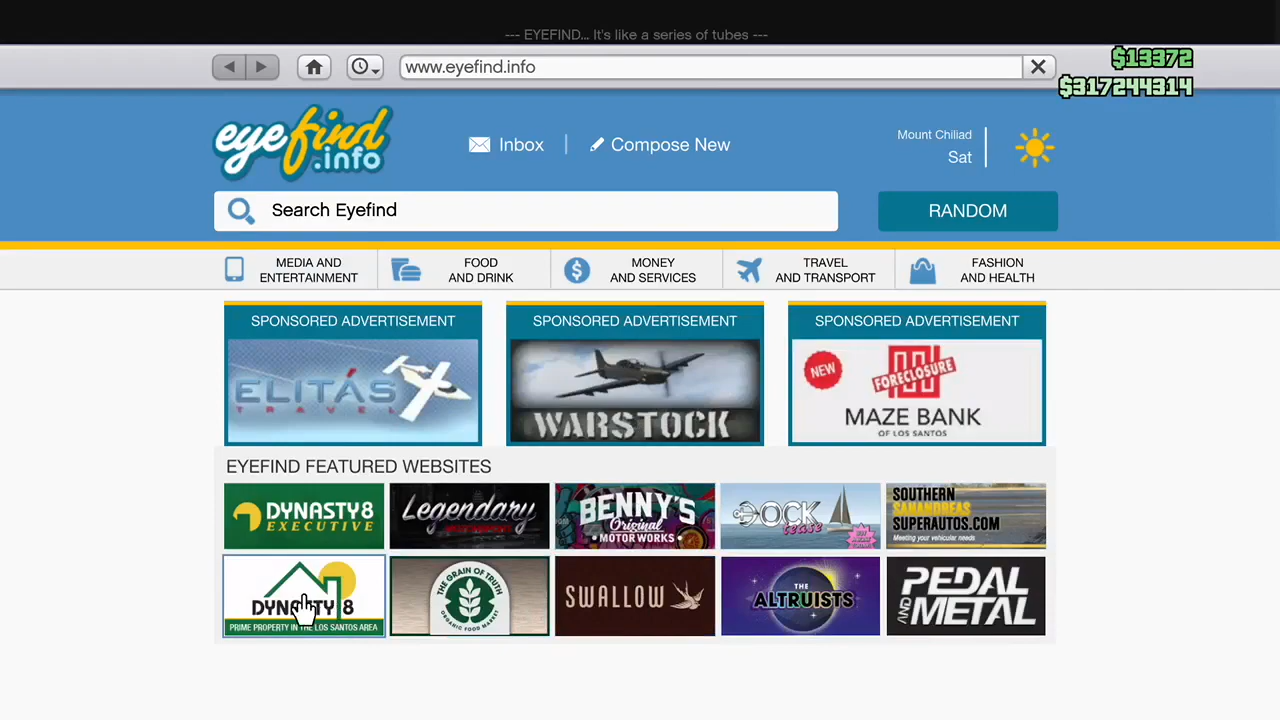 --- EYEFIND... It's like a series of tubes ---
www.eyefind.info
$13372
$317244314
eyefind
.info
Inbox
Compose New
Mount Chiliad
Sat
Search Eyefind
RANDOM
MEDIA AND
ENTERTAINMENT
FOOD
AND DRINK
MONEY
AND SERVICES
TRAVEL
AND TRANSPORT
FASHION
AND HEALTH
SPONSORED ADVERTISEMENT
SPONSORED ADVERTISEMENT
SPONSORED ADVERTISEMENT
ELITÁS
TRAVEL
WARSTOCK
NEW
FORECLOSURE
MAZE BANK
OF LOS SANTOS
EYEFIND FEATURED WEBSITES
DYNASTY 8
EXECUTIVE
Legendary
BENNY'S
Original
MOTOR WORKS
DOCK
tease
SOUTHERN
SANANDREAS
SUPERAUTOS.COM
Meeting your vehicular needs
DYNASTY 8
PRIME PROPERTY IN THE LOS SANTOS AREA
THE GRAIN OF TRUTH
ORGANIC FOOD MARKET
SWALLOW
THE
ALTRUISTS
PEDAL
AND METAL